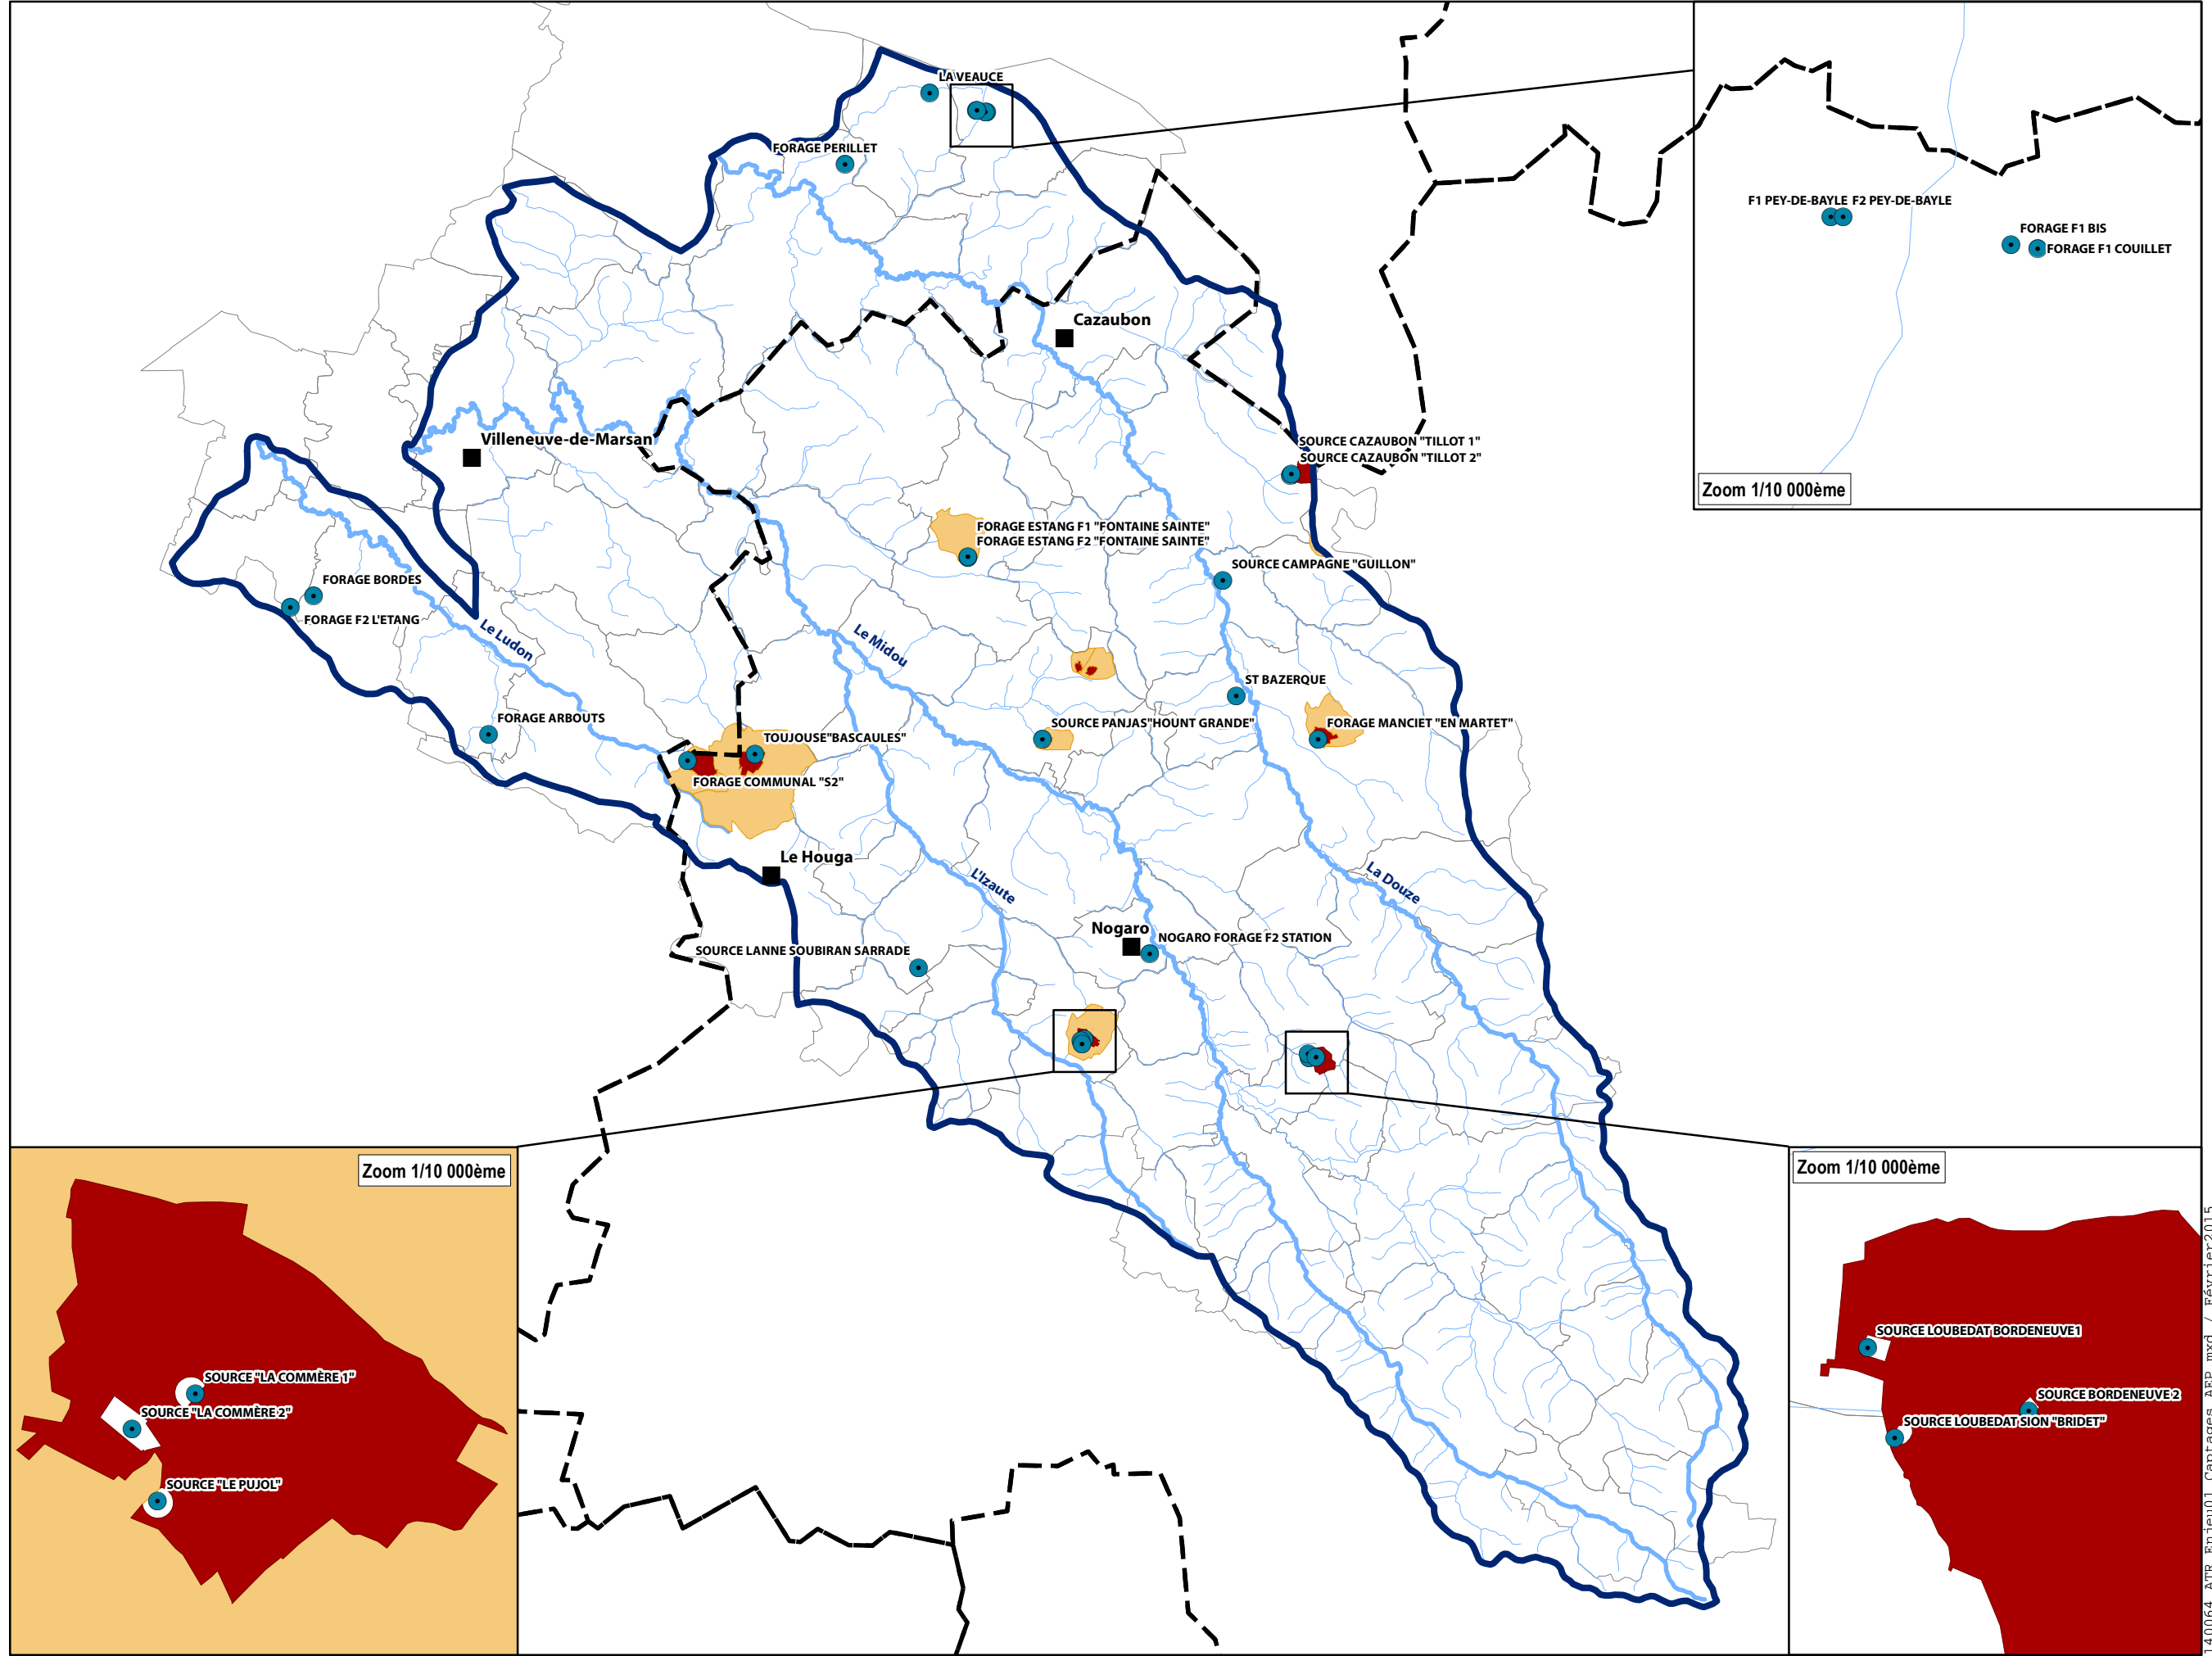 LA VEAUCE
FORAGE PERILLET
F1 PEY-DE-BAYLE
F2 PEY-DE-BAYLE
FORAGE F1 BIS
FORAGE F1 COUILLET
Zoom 1/10 000ème
Cazaubon
Villeneuve-de-Marsan
SOURCE CAZAUBON "TILLOT 1"
SOURCE CAZAUBON "TILLOT 2"
FORAGE ESTANG F1 "FONTAINE SAINTE"
FORAGE ESTANG F2 "FONTAINE SAINTE"
SOURCE CAMPAGNE "GUILLON"
FORAGE BORDES
FORAGE F2 L'ETANG
Le Ludon
Le Midou
ST BAZERQUE
FORAGE ARBOUTS
SOURCE PANJAS"HOUNT GRANDE"
FORAGE MANCIET "EN MARTET"
TOUJOUSE"BASCAULES"
FORAGE COMMUNAL "S2"
Le Houga
L'Izaute
La Douze
Nogaro
NOGARO FORAGE F2 STATION
SOURCE LANNE SOUBIRAN SARRADE
Zoom 1/10 000ème
SOURCE "LA COMMÈRE 1"
SOURCE "LA COMMÈRE 2"
SOURCE "LE PUJOL"
Zoom 1/10 000ème
SOURCE LOUBEDAT BORDENEUVE1
SOURCE BORDENEUVE 2
SOURCE LOUBEDAT SION "BRIDET"
140064_ATR_Enjeu01_Captages_AEP.mxd / Février2015